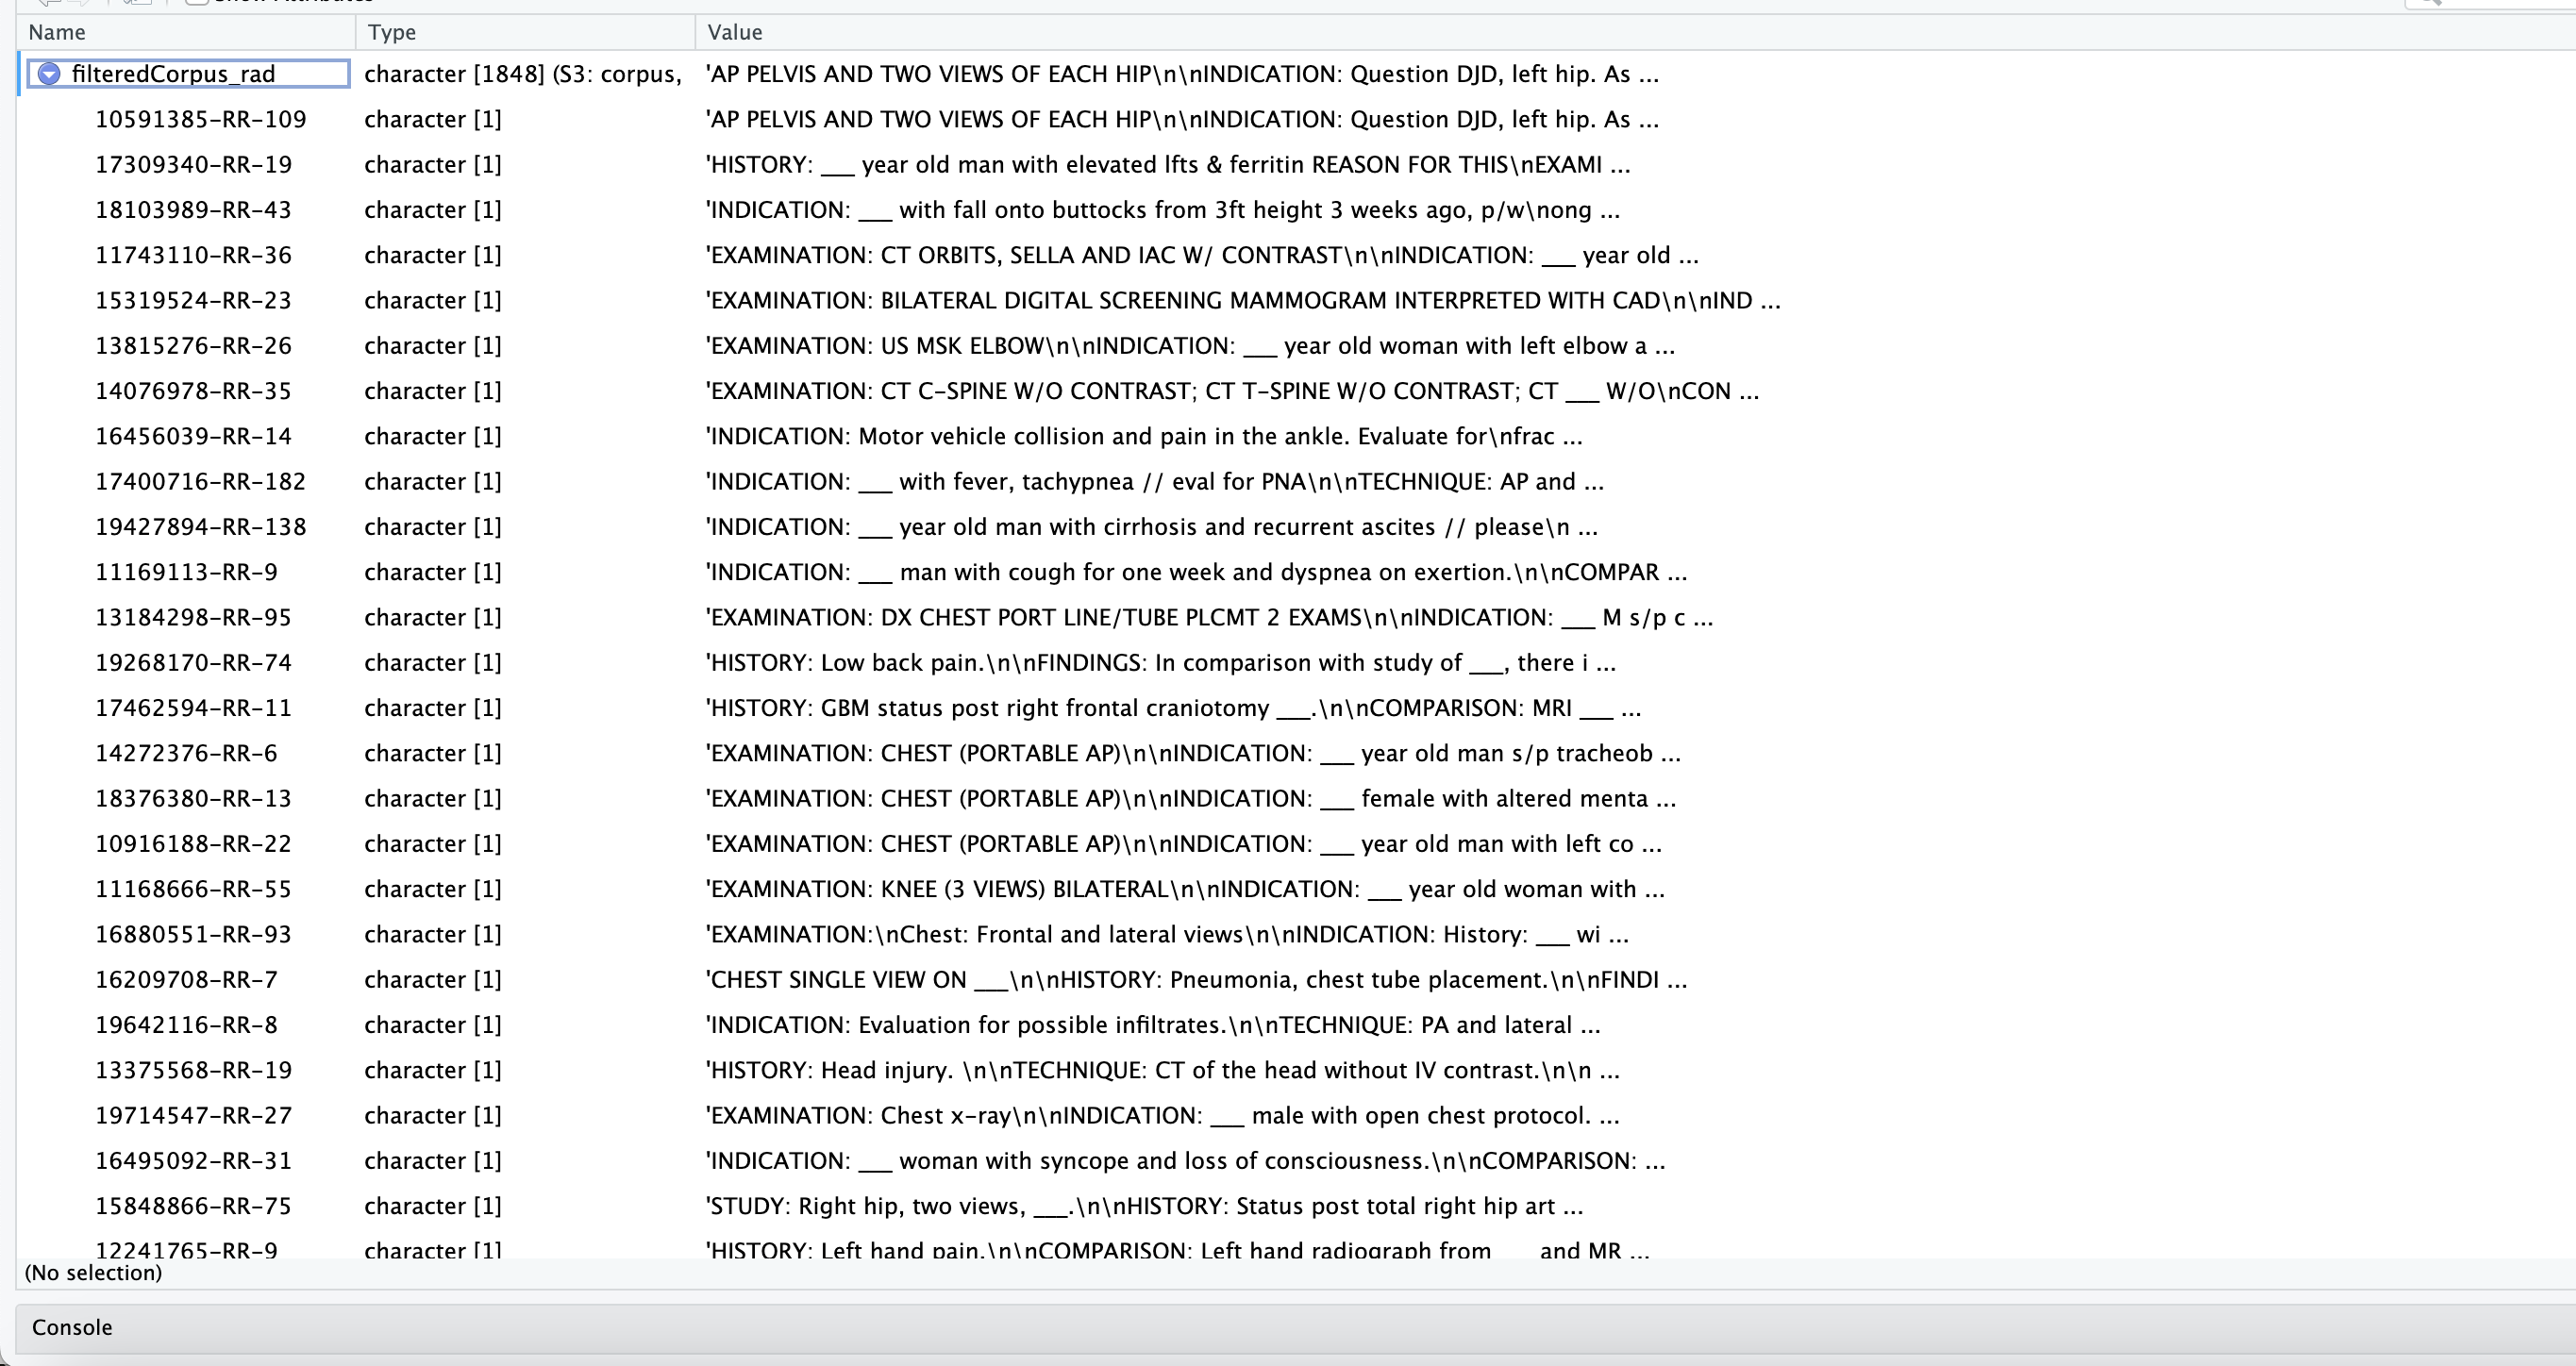 Show Attributes
Name Type Value
filteredCorpus_rad character [1848] (S3: corpus, 'AP PELVIS AND TWO VIEWS OF EACH HIP\n\nINDICATION: Question DJD, left hip. As ...
10591385-RR-109 character [1] 'AP PELVIS AND TWO VIEWS OF EACH HIP\n\nINDICATION: Question DJD, left hip. As ...
17309340-RR-19 character [1] 'HISTORY: ___ year old man with elevated lfts & ferritin REASON FOR THIS\nEXAMI ...
18103989-RR-43 character [1] 'INDICATION: ___ with fall onto buttocks from 3ft height 3 weeks ago, p/w\nong ...
11743110-RR-36 character [1] 'EXAMINATION: CT ORBITS, SELLA AND IAC W/ CONTRAST\n\nINDICATION: ___ year old ...
15319524-RR-23 character [1] 'EXAMINATION: BILATERAL DIGITAL SCREENING MAMMOGRAM INTERPRETED WITH CAD\n\nIND ...
13815276-RR-26 character [1] 'EXAMINATION: US MSK ELBOW\n\nINDICATION: ___ year old woman with left elbow a ...
14076978-RR-35 character [1] 'EXAMINATION: CT C-SPINE W/O CONTRAST; CT T-SPINE W/O CONTRAST; CT ___ W/O\nCON ...
16456039-RR-14 character [1] 'INDICATION: Motor vehicle collision and pain in the ankle. Evaluate for\nfrac ...
17400716-RR-182 character [1] 'INDICATION: ___ with fever, tachypnea // eval for PNA\n\nTECHNIQUE: AP and ...
19427894-RR-138 character [1] 'INDICATION: ___ year old man with cirrhosis and recurrent ascites // please\n ...
11169113-RR-9 character [1] 'INDICATION: ___ man with cough for one week and dyspnea on exertion.\n\nCOMPAR ...
13184298-RR-95 character [1] 'EXAMINATION: DX CHEST PORT LINE/TUBE PLCMT 2 EXAMS\n\nINDICATION: ___ M s/p c ...
19268170-RR-74 character [1] 'HISTORY: Low back pain.\n\nFINDINGS: In comparison with study of ___, there i ...
17462594-RR-11 character [1] 'HISTORY: GBM status post right frontal craniotomy ___.\n\nCOMPARISON: MRI ___ ...
14272376-RR-6 character [1] 'EXAMINATION: CHEST (PORTABLE AP)\n\nINDICATION: ___ year old man s/p tracheob ...
18376380-RR-13 character [1] 'EXAMINATION: CHEST (PORTABLE AP)\n\nINDICATION: ___ female with altered menta ...
10916188-RR-22 character [1] 'EXAMINATION: CHEST (PORTABLE AP)\n\nINDICATION: ___ year old man with left co ...
11168666-RR-55 character [1] 'EXAMINATION: KNEE (3 VIEWS) BILATERAL\n\nINDICATION: ___ year old woman with ...
16880551-RR-93 character [1] 'EXAMINATION:\nChest: Frontal and lateral views\n\nINDICATION: History: ___ wi ...
16209708-RR-7 character [1] 'CHEST SINGLE VIEW ON ___\n\nHISTORY: Pneumonia, chest tube placement.\n\nFINDI ...
19642116-RR-8 character [1] 'INDICATION: Evaluation for possible infiltrates.\n\nTECHNIQUE: PA and lateral ...
13375568-RR-19 character [1] 'HISTORY: Head injury. \n\nTECHNIQUE: CT of the head without IV contrast.\n\n ...
19714547-RR-27 character [1] 'EXAMINATION: Chest x-ray\n\nINDICATION: ___ male with open chest protocol. ...
16495092-RR-31 character [1] 'INDICATION: ___ woman with syncope and loss of consciousness.\n\nCOMPARISON: ...
15848866-RR-75 character [1] 'STUDY: Right hip, two views, ___.\n\nHISTORY: Status post total right hip art ...
12241765-RR-9 character [1] 'HISTORY: Left hand pain.\n\nCOMPARISON: Left hand radiograph from ___ and MR ...
(No selection)
Console